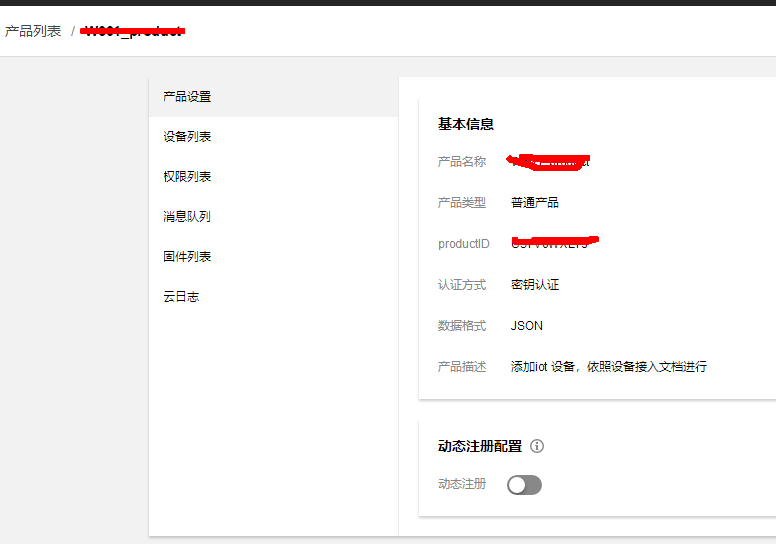 产品列表 /
产品设置
设备列表
权限列表
消息队列
固件列表
云日志
基本信息
产品名称
产品类型 普通产品
productID
认证方式 密钥认证
数据格式 JSON
产品描述 添加iot 设备，依照设备接入文档进行
动态注册配置
动态注册